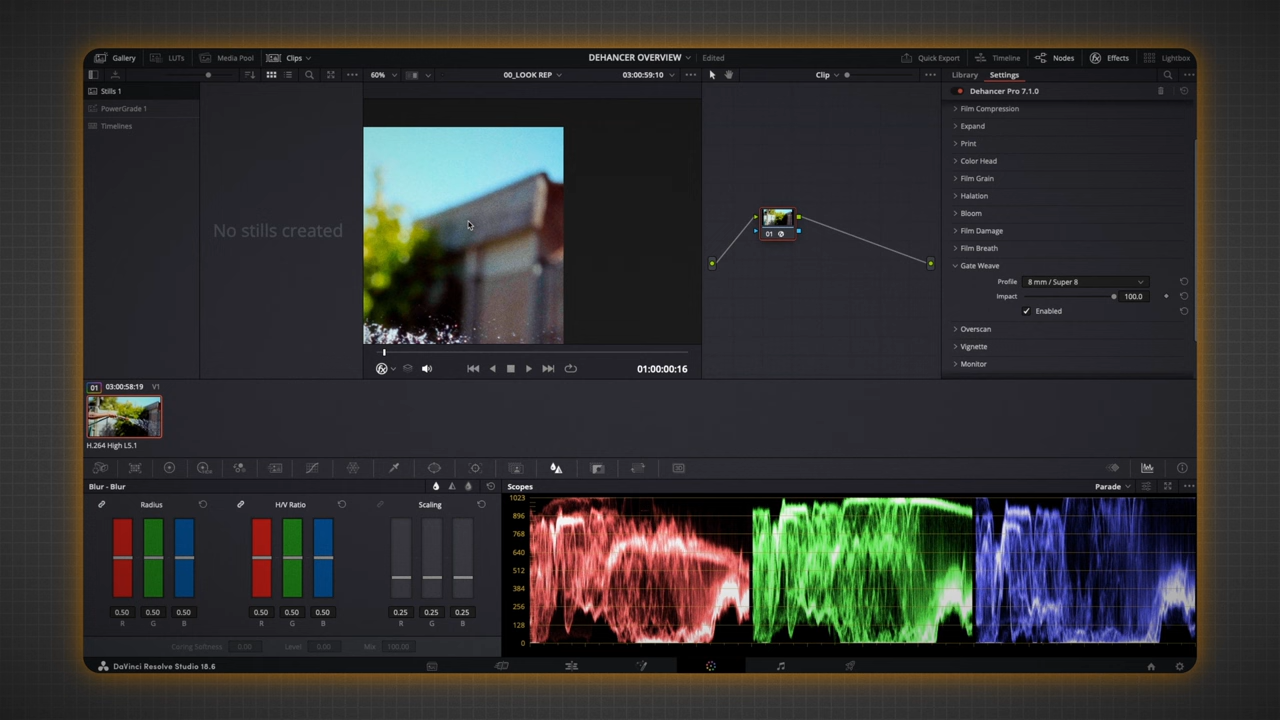 Gallery LUTs Media Pool Clips DEHANCER OVERVIEW Edited Quick Export Timeline Nodes Effects Lightbox
60% 00_LOOK REP 03:00:59:10 Clip Library Settings
Stills 1
PowerGrade 1
Timelines
No stills created
01
01:00:00:16
Dehancer Pro 7.1.0
Film Compression
Expand
Print
Color Head
Film Grain
Halation
Bloom
Film Damage
Film Breath
Gate Weave
Profile 8 mm / Super 8
Impact 100.0
Enabled
Overscan
Vignette
Monitor
01 03:00:58:19 V1
H.264 High L5.1
Blur - Blur
Radius H/V Ratio Scaling
0.50 0.50 0.50 0.50 0.50 0.50 0.25 0.25 0.25
R G B R G B R G B
Coring Softness 0.00 Level 0.00 Mix 100.00
Scopes Parade
1023
896
768
640
512
384
256
128
0
DaVinci Resolve Studio 18.6